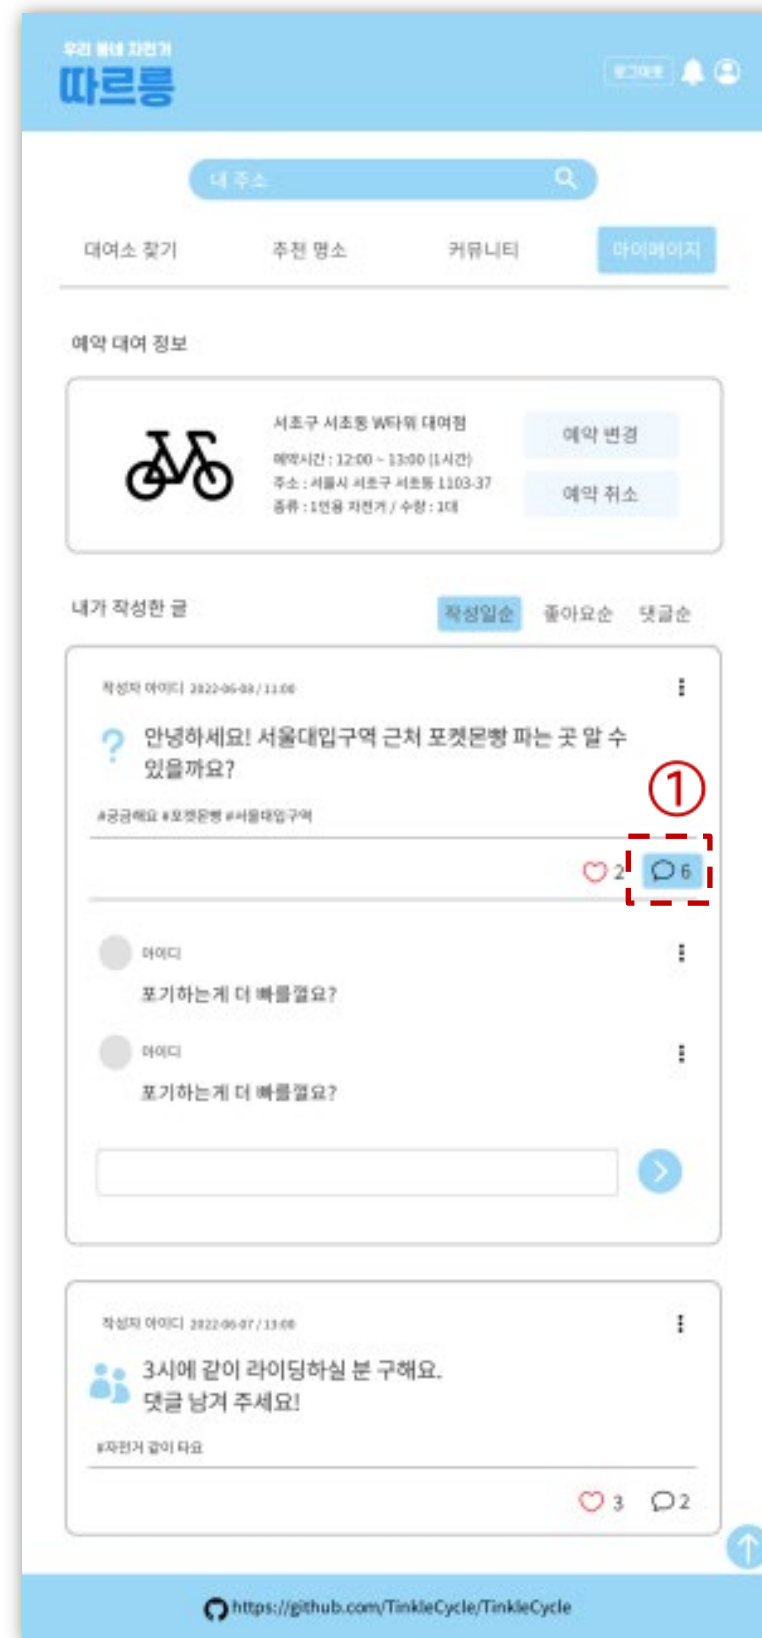 우리 동네 자전거
따르릉
로그아웃
내 주소
대여소 찾기
추천 명소
커뮤니티
마이페이지
예약 대여 정보
서초구 서초동 W타워 대여점
예약시간 : 12:00 ~ 13:00 (1시간)
주소 : 서울시 서초구 서초동 1103-37
종류 : 1인용 자전거 / 수량 : 1대
예약 변경
예약 취소
내가 작성한 글
작성일순
좋아요순
댓글순
작성자 아이디 2022-06-08 / 11:00
안녕하세요! 서울대입구역 근처 포켓몬빵 파는 곳 알 수
있을까요?
#궁금해요 #포켓몬빵 #서울대입구역
①
2
6
아이디
포기하는게 더 빠를껄요?
아이디
포기하는게 더 빠를껄요?
작성자 아이디 2022-06-07 / 13:00
3시에 같이 라이딩하실 분 구해요.
댓글 남겨 주세요!
#자전거 같이 타요
3
2
https://github.com/TinkleCycle/TinkleCycle